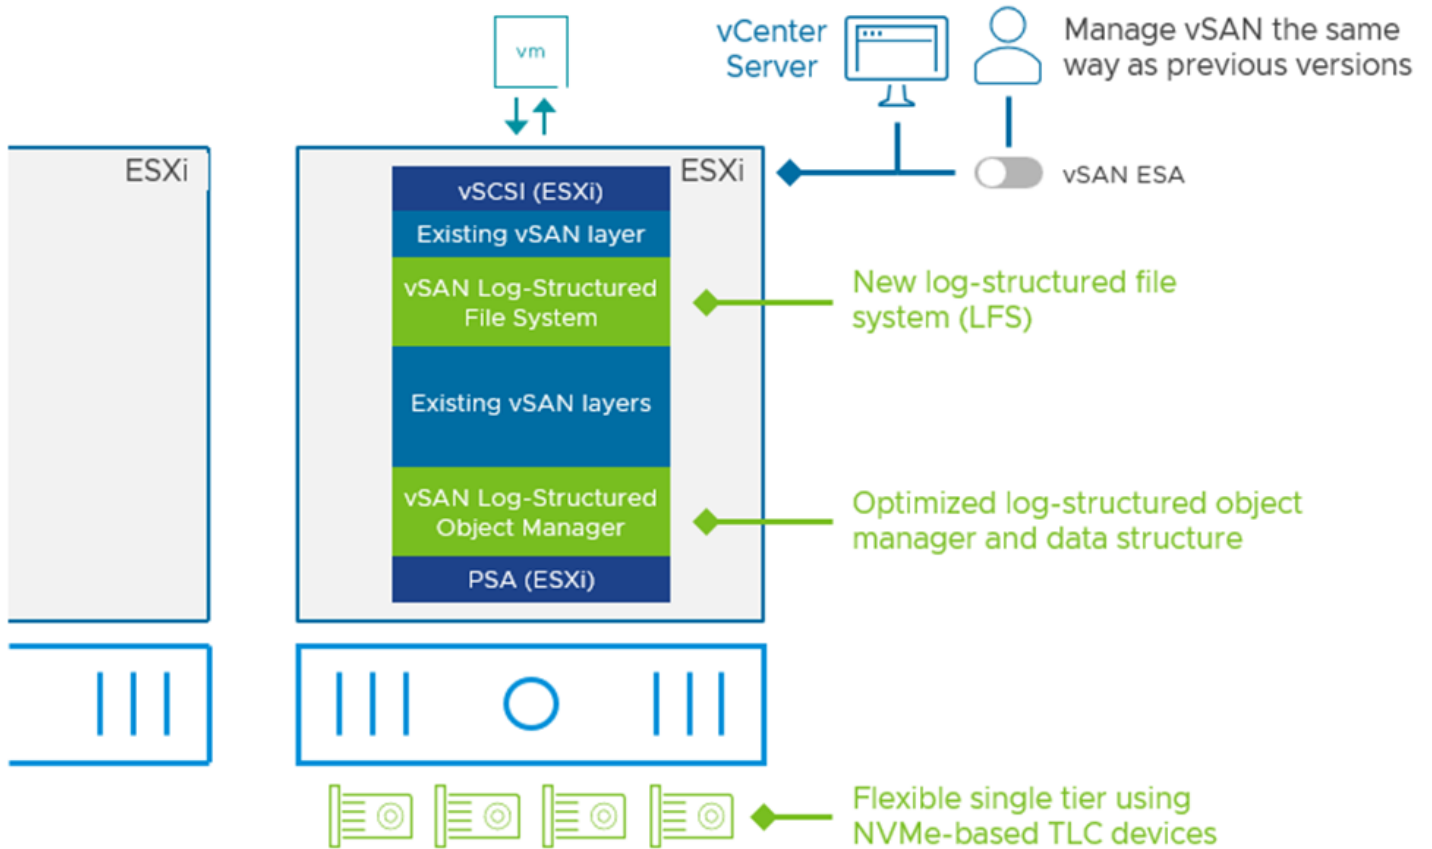 vm
vCenter
Server
Manage vSAN the same
way as previous versions
ESXi
ESXi
vSAN ESA
vSCSI (ESXi)
Existing vSAN layer
vSAN Log-Structured
File System
New log-structured file
system (LFS)
Existing vSAN layers
vSAN Log-Structured
Object Manager
Optimized log-structured object
manager and data structure
PSA (ESXi)
Flexible single tier using
NVMe-based TLC devices